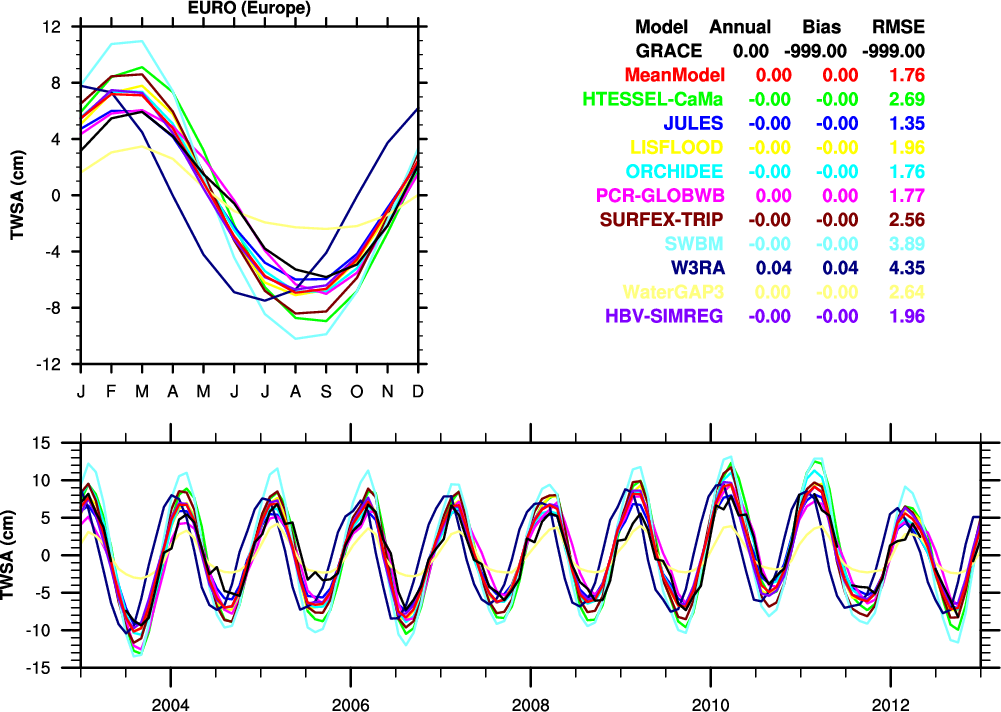 EURO (Europe)
Model Annual Bias RMSE
GRACE 0.00 -999.00 -999.00
MeanModel 0.00 0.00 1.76
HTESSEL-CaMa -0.00 -0.00 2.69
JULES -0.00 -0.00 1.35
LISFLOOD -0.00 -0.00 1.96
ORCHIDEE -0.00 -0.00 1.76
PCR-GLOBWB 0.00 0.00 1.77
SURFEX-TRIP -0.00 -0.00 2.56
SWBM -0.00 -0.00 3.89
W3RA 0.04 0.04 4.35
WaterGAP3 0.00 -0.00 2.64
HBV-SIMREG -0.00 -0.00 1.96
TWSA (cm)
12
8
4
0
-4
-8
-12
J F M A M J J A S O N D
TWSA (cm)
15
10
5
0
-5
-10
-15
2004 2006 2008 2010 2012